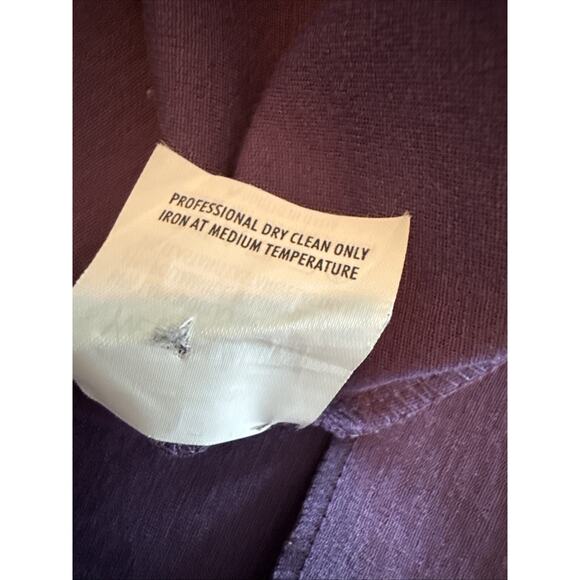 PROFESSIONAL DRY CLEAN ONLY
IRON AT MEDIUM TEMPERATURE